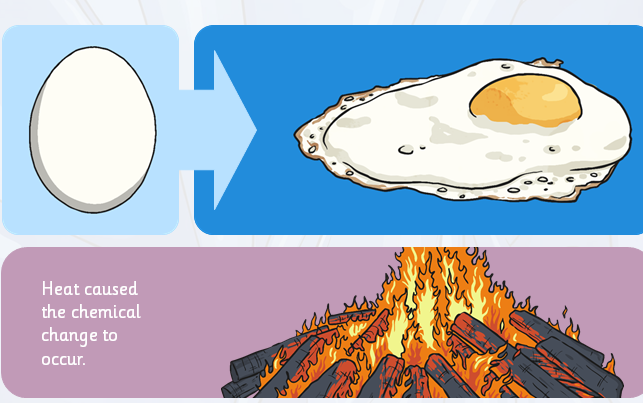 Heat caused
the chemical
change to
occur.